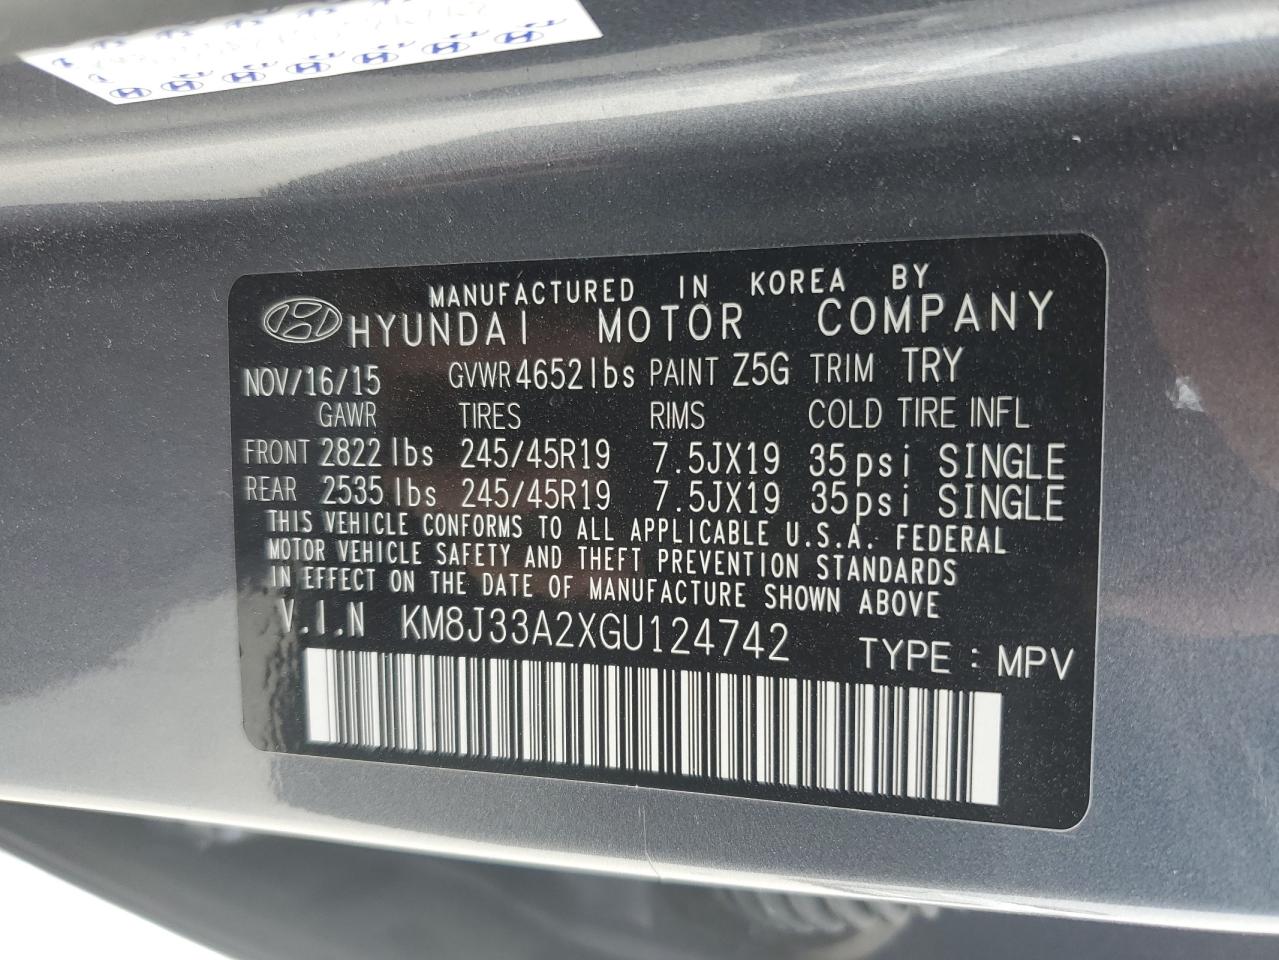 MANUFACTURED IN KOREA BY
HYUNDAI MOTOR COMPANY
NOV/16/15 GVWR 4652 lbs PAINT Z5G TRIM TRY
GAWR TIRES RIMS COLD TIRE INFL
FRONT 2822 lbs 245/45R19 7.5JX19 35psi SINGLE
REAR 2535 lbs 245/45R19 7.5JX19 35psi SINGLE
THIS VEHICLE CONFORMS TO ALL APPLICABLE U.S.A. FEDERAL
MOTOR VEHICLE SAFETY AND THEFT PREVENTION STANDARDS
IN EFFECT ON THE DATE OF MANUFACTURE SHOWN ABOVE
V.I.N KM8J33A2XGU124742 TYPE : MPV